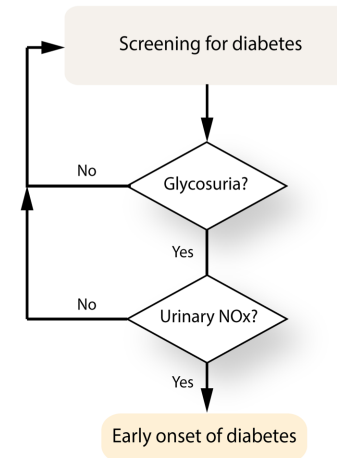 Screening for diabetes
No
Glycosuria?
Yes
No
Urinary NOx?
Yes
Early onset of diabetes